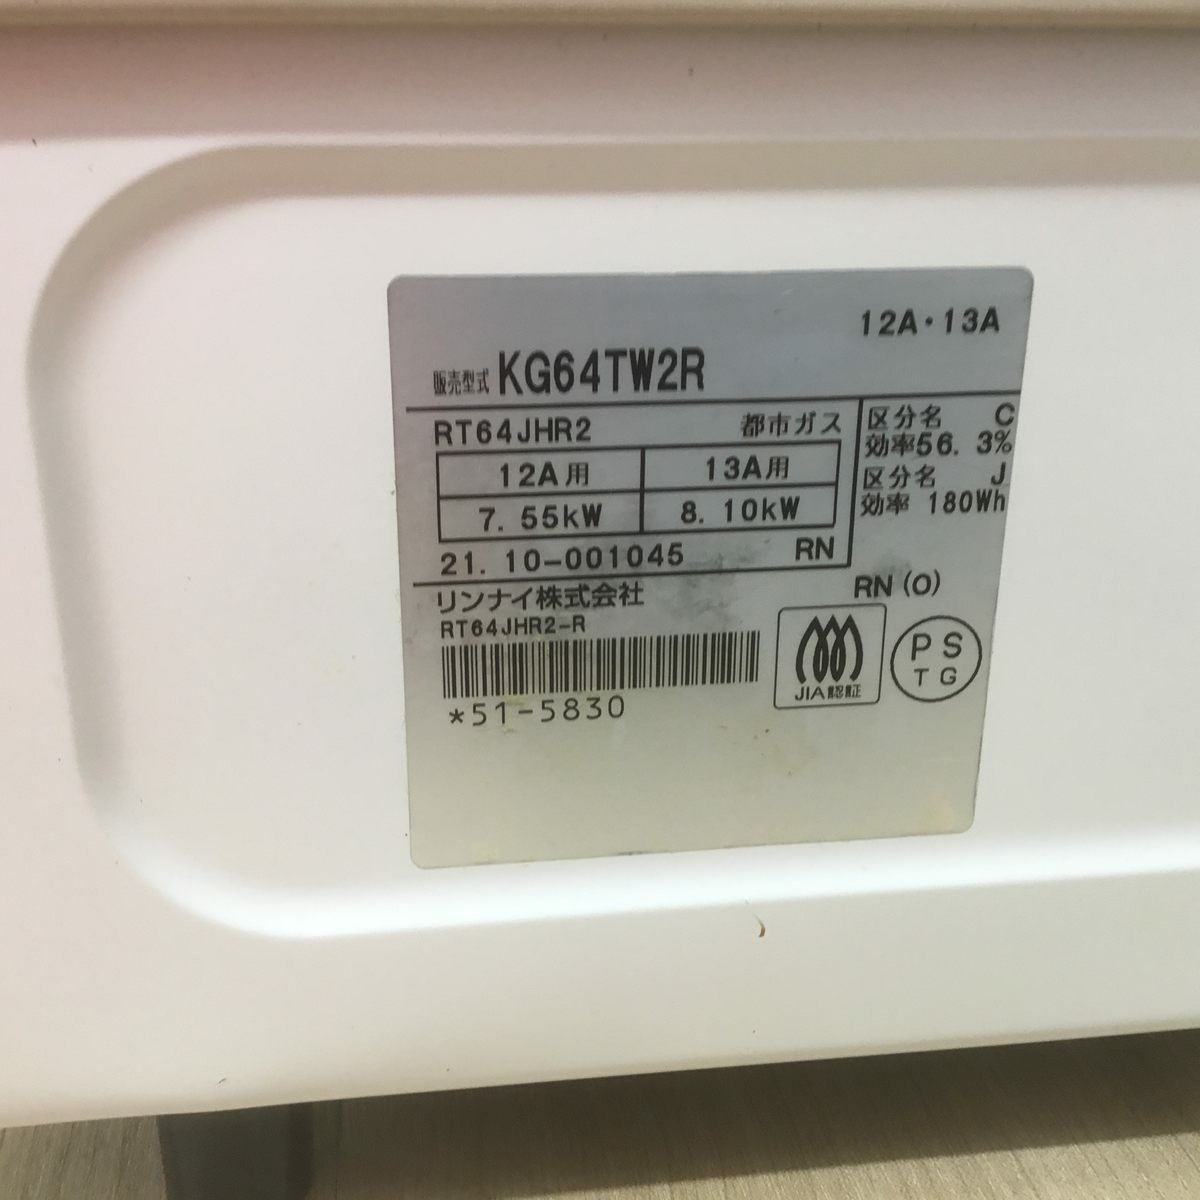 12A・13A
販売型式 KG64TW2R
RT64JHR2 都市ガス
12A用 13A用
7.55kW 8.10kW
21.10-001045 RN
区分名 C
効率56.3%
区分名 J
効率 180Wh
リンナイ株式会社
RN(O)
RT64JHR2-R
*51-5830
JIA認証
PS
TG